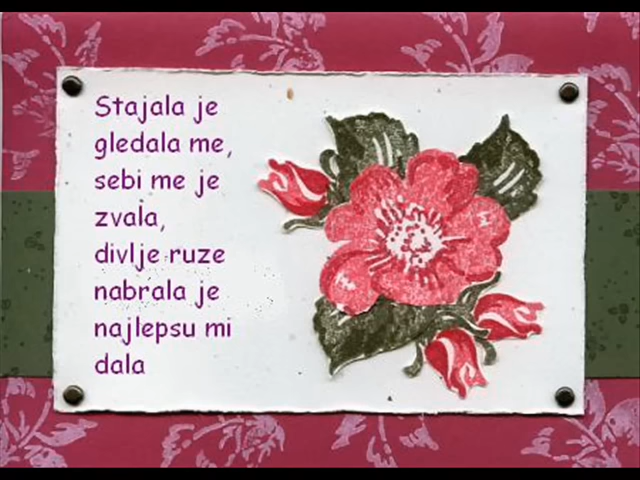 Stajala je
gledala me,
sebi me je
zvala,
divlje ruze
nabrala je
najlepsu mi
dala